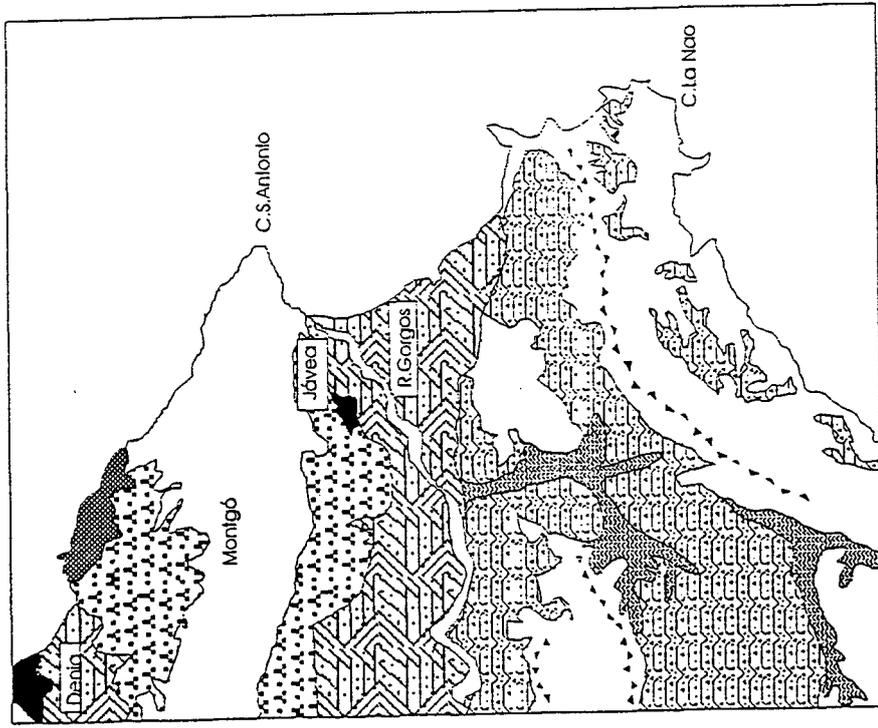 C.La Nao
C.S.Antonio
R.Gorgos
Jávea
Montgó
Denia